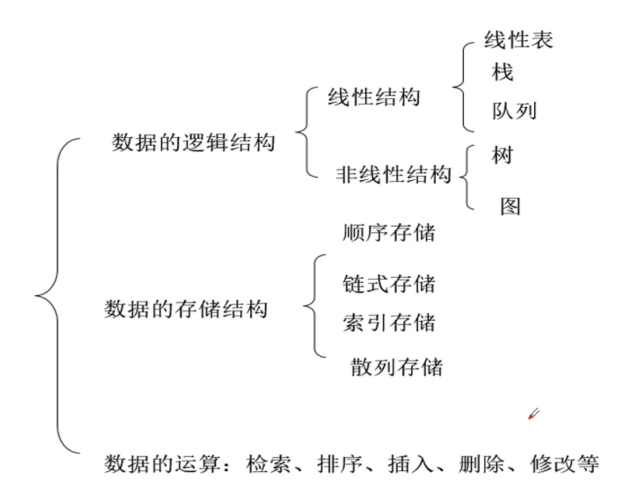 线性表
栈
线性结构
队列
数据的逻辑结构
树
非线性结构
图
顺序存储
链式存储
数据的存储结构
索引存储
散列存储
数据的运算：检索、排序、插入、删除、修改等